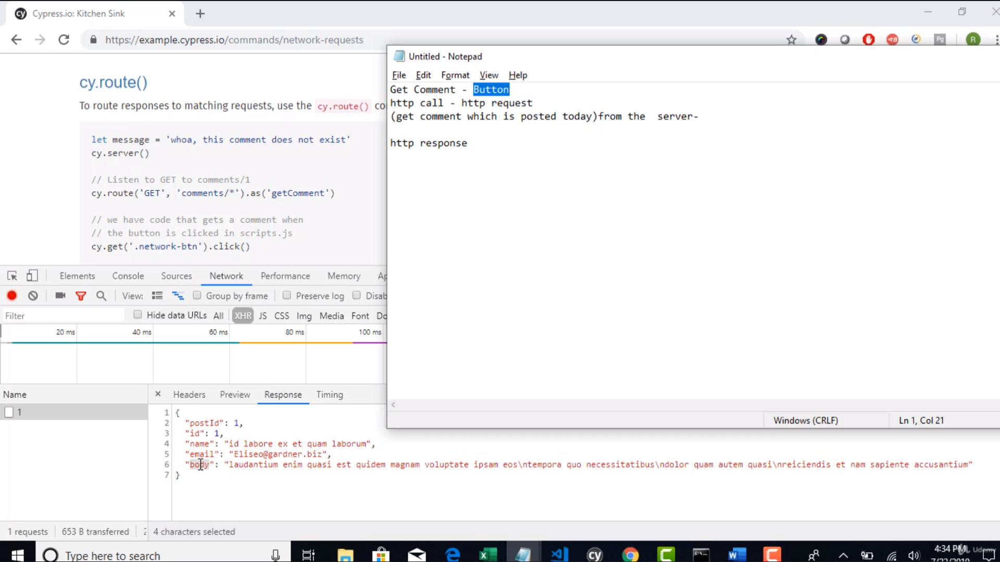 Cypress.io: Kitchen Sink
https://example.cypress.io/commands/network-requests
cy.route()
To route responses to matching requests, use the cy.route() co
let message = 'whoa, this comment does not exist'
cy.server()
// Listen to GET to comments/1
cy.route('GET', 'comments/*').as('getComment')
// we have code that gets a comment when
// the button is clicked in scripts.js
cy.get('.network-btn').click()
Untitled - Notepad
File Edit Format View Help
Get Comment - Button
http call - http request
(get comment which is posted today)from the  server-
http response
Windows (CRLF) Ln 1, Col 21
Elements Console Sources Network Performance Memory Ap
View: Group by frame Preserve log Disab
Filter Hide data URLs All XHR JS CSS Img Media Font Do
20 ms 40 ms 60 ms 80 ms 100 ms
Name
1
Headers Preview Response Timing
1 {
2 "postId": 1,
3 "id": 1,
4 "name": "id labore ex et quam laborum",
5 "email": "Eliseo@gardner.biz",
6 "body": "laudantium enim quasi est quidem magnam voluptate ipsam eos\ntempora quo necessitatibus\ndolor quam autem quasi\nreiciendis et nam sapiente accusantium"
7 }
1 requests 653 B transferred 4 characters selected
Type here to search
4:34 PM
Udemy